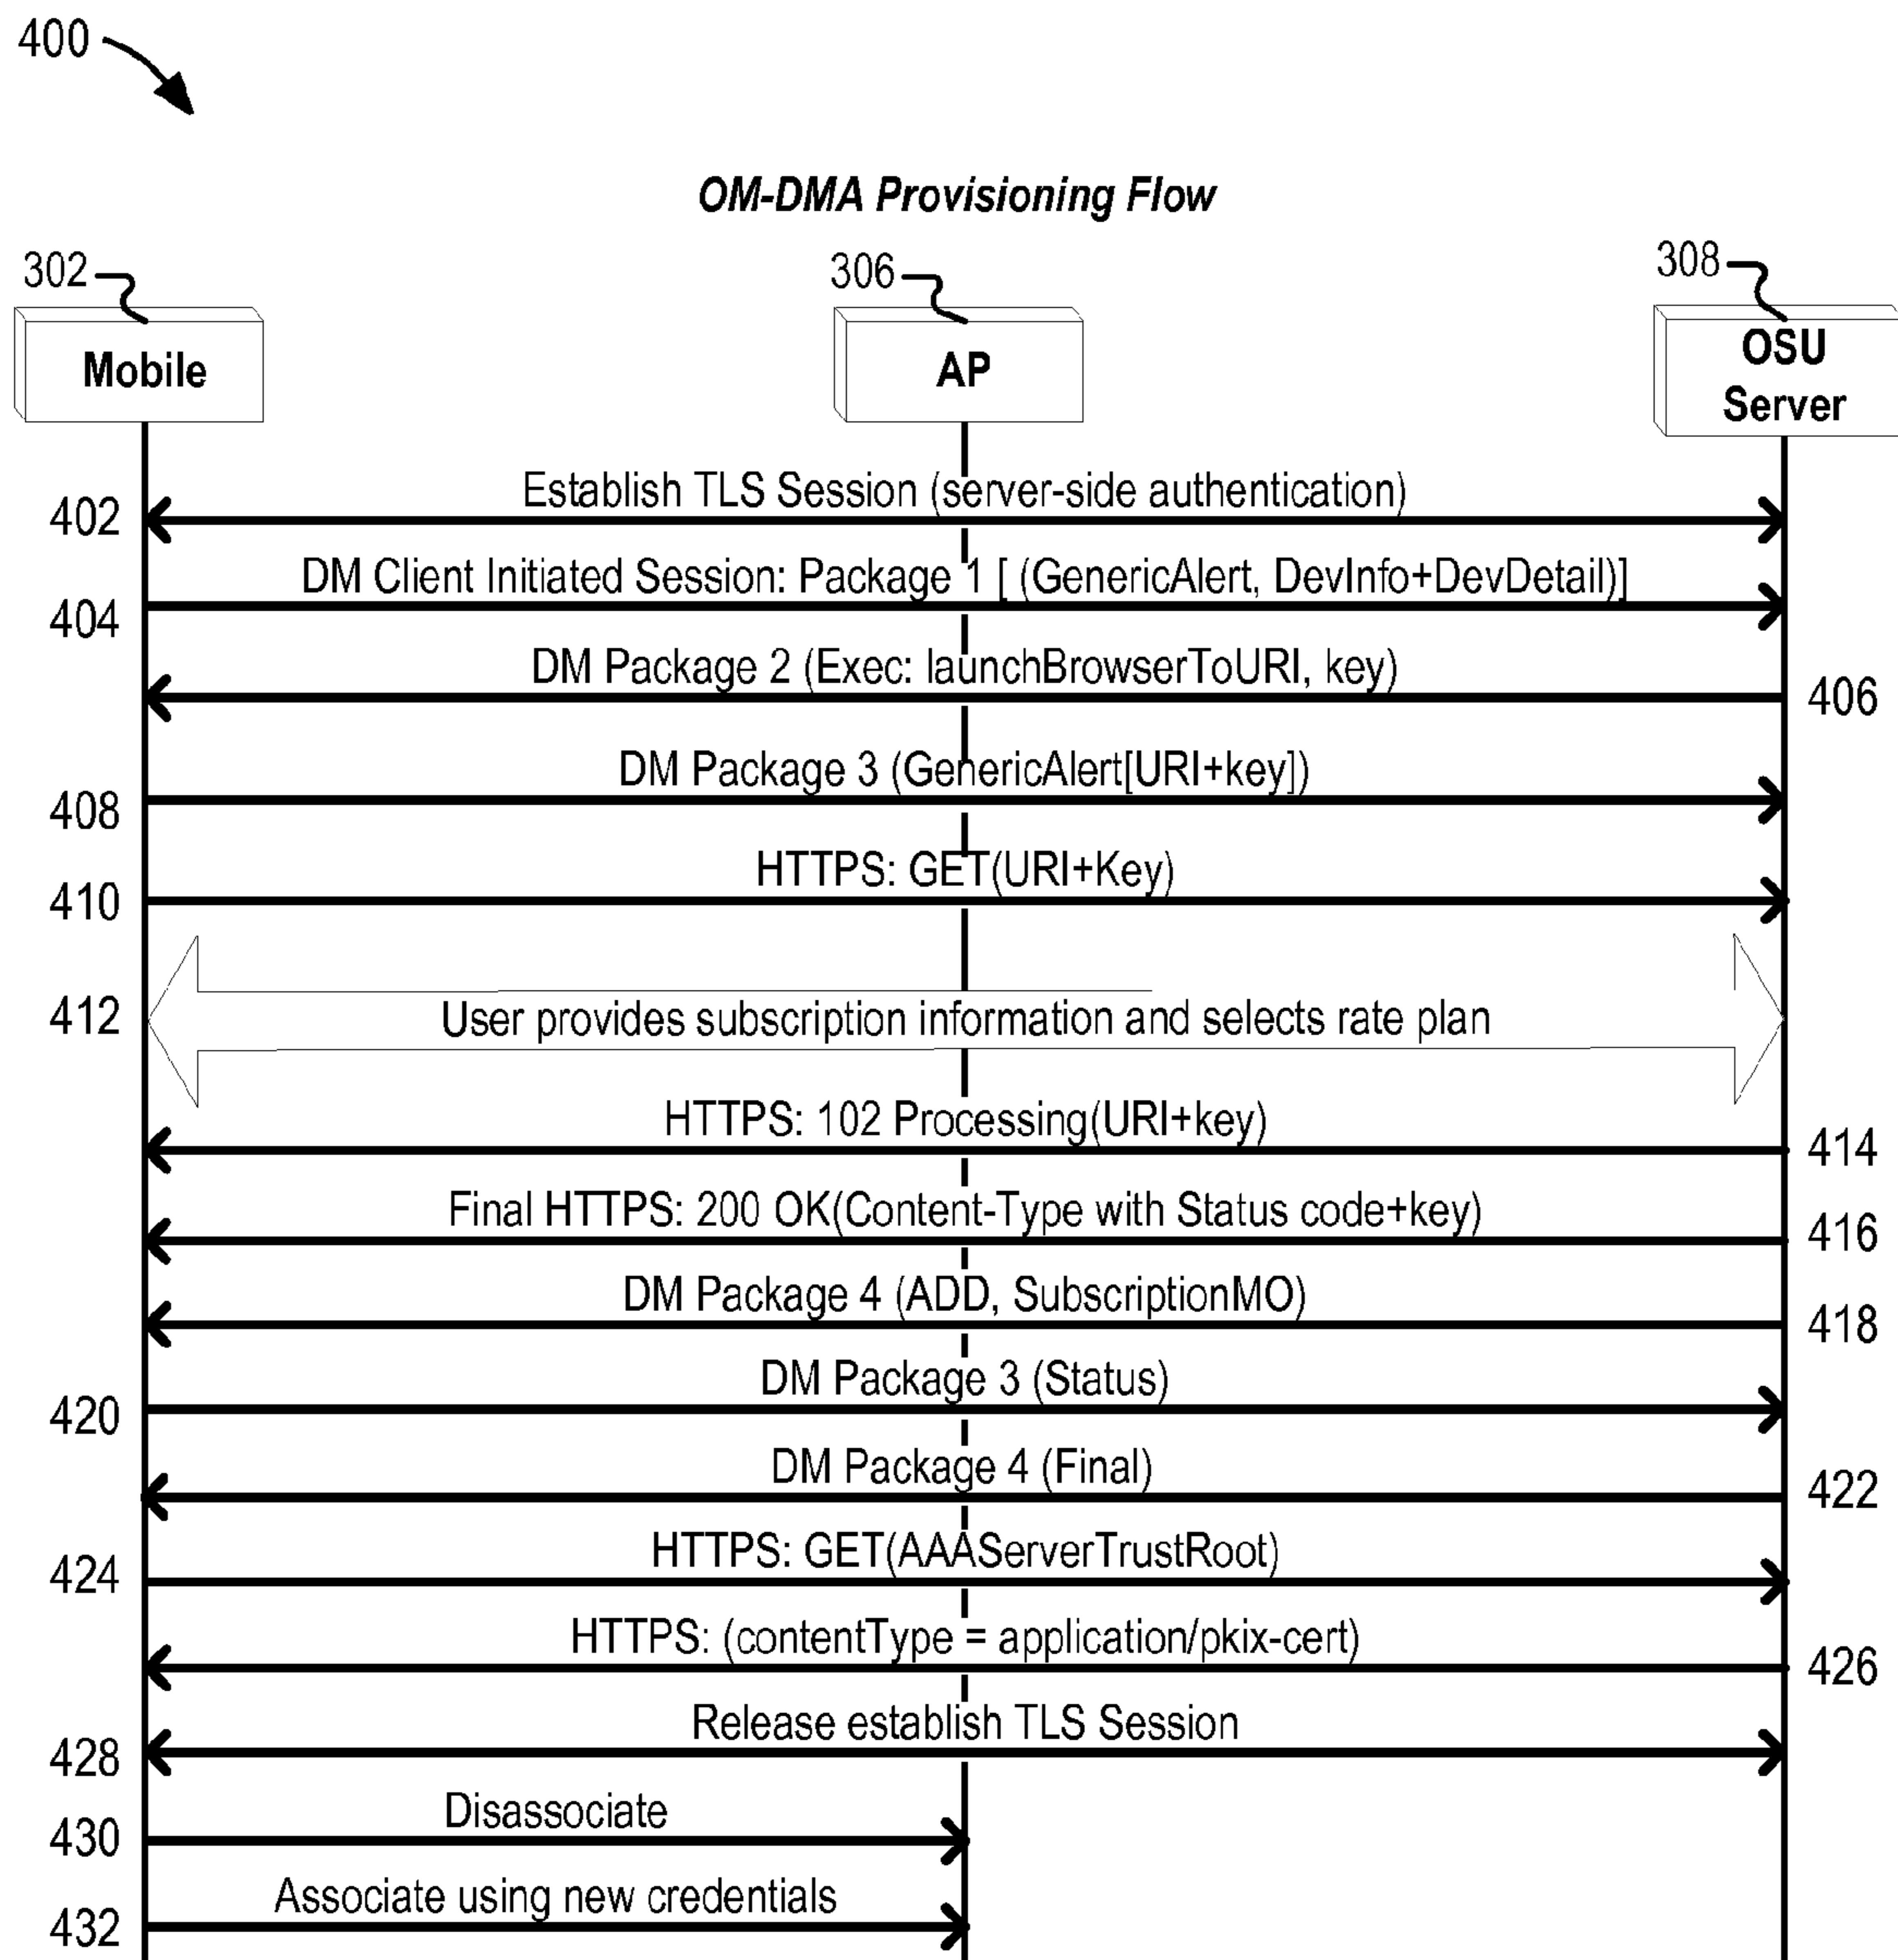 400
OM-DMA Provisioning Flow
302
306
308
Mobile
AP
OSU
Server
Establish TLS Session (server-side authentication)
402
DM Client Initiated Session: Package 1 [ (GenericAlert, DevInfo+DevDetail)]
404
DM Package 2 (Exec: launchBrowserToURI, key)
406
DM Package 3 (GenericAlert[URI+key])
408
HTTPS: GET(URI+Key)
410
412
User provides subscription information and selects rate plan
HTTPS: 102 Processing(URI+key)
414
Final HTTPS: 200 OK(Content-Type with Status code+key)
416
DM Package 4 (ADD, SubscriptionMO)
418
DM Package 3 (Status)
420
DM Package 4 (Final)
422
HTTPS: GET(AAAServerTrustRoot)
424
HTTPS: (contentType = application/pkix-cert)
426
Release establish TLS Session
428
Disassociate
430
Associate using new credentials
432